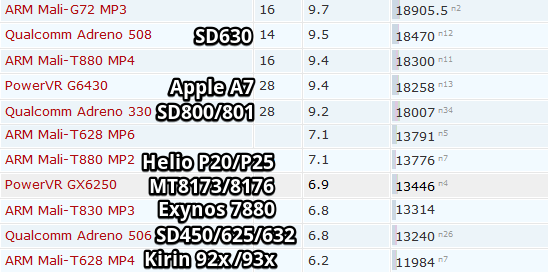 ARM Mali-G72 MP3 16 9.7 18905.5 n2
Qualcomm Adreno 508 SD630 14 9.5 18470 n12
ARM Mali-T880 MP4 16 9.4 18300 n11
PowerVR G6430 Apple A7 28 9.4 18258 n13
Qualcomm Adreno 330 SD800/801 28 9.2 18007 n34
ARM Mali-T628 MP6 7.1 13791 n5
ARM Mali-T880 MP2 Helio P20/P25 7.1 13776 n7
PowerVR GX6250 MT8173/8176 6.9 13446 n4
ARM Mali-T830 MP3 Exynos 7880 6.8 13314
Qualcomm Adreno 506 SD450/625/632 6.8 13240 n26
ARM Mali-T628 MP4 Kirin 92x/93x 6.2 11984 n7